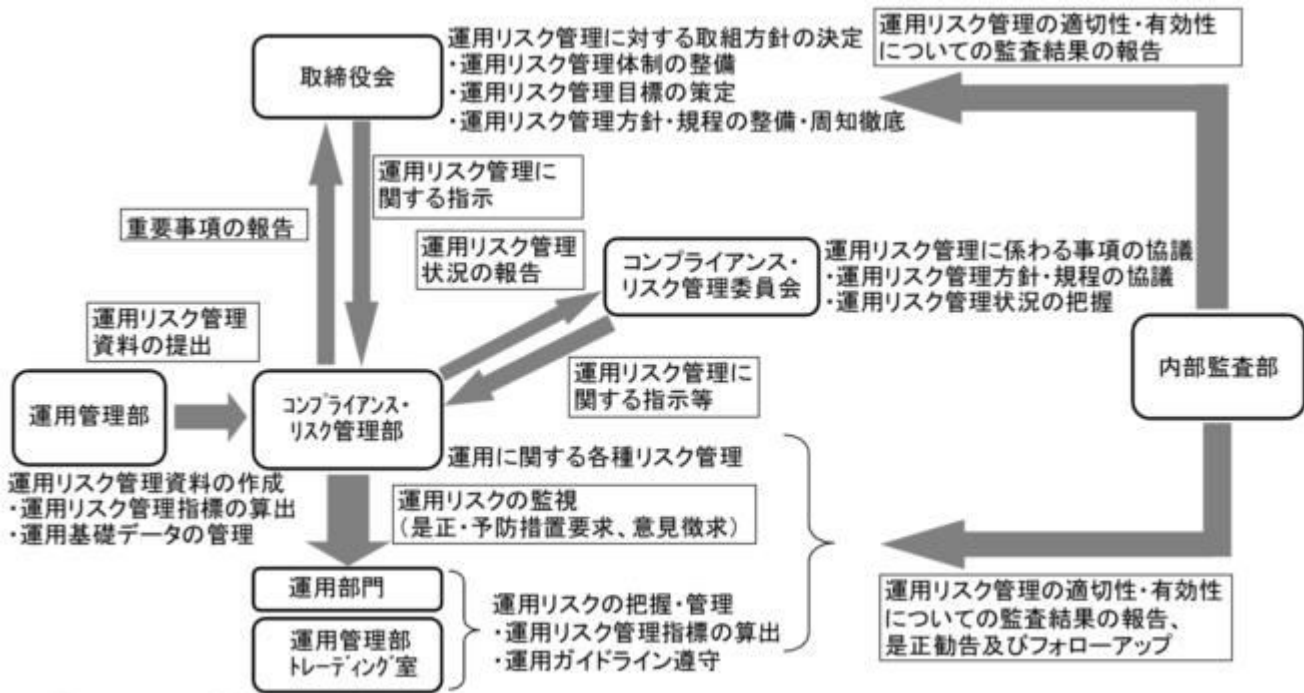 取締役会
運用リスク管理に対する取組方針の決定
・運用リスク管理体制の整備
・運用リスク管理目標の策定
・運用リスク管理方針・規程の整備・周知徹底
運用リスク管理の適切性・有効性
についての監査結果の報告
運用リスク管理に
関する指示
重要事項の報告
運用リスク管理
状況の報告
コンプライアンス・
リスク管理委員会
運用リスク管理に係わる事項の協議
・運用リスク管理方針・規程の協議
・運用リスク管理状況の把握
運用リスク管理
資料の提出
内部監査部
運用リスク管理に
関する指示等
運用管理部
コンプライアンス・
リスク管理部
運用に関する各種リスク管理
運用リスク管理資料の作成
・運用リスク管理指標の算出
・運用基礎データの管理
運用リスクの監視
（是正・予防措置要求、意見徴求）
運用部門
運用管理部
トレーディング室
運用リスクの把握・管理
・運用リスク管理指標の算出
・運用ガイドライン遵守
運用リスク管理の適切性・有効性
についての監査結果の報告、
是正勧告及びフォローアップ